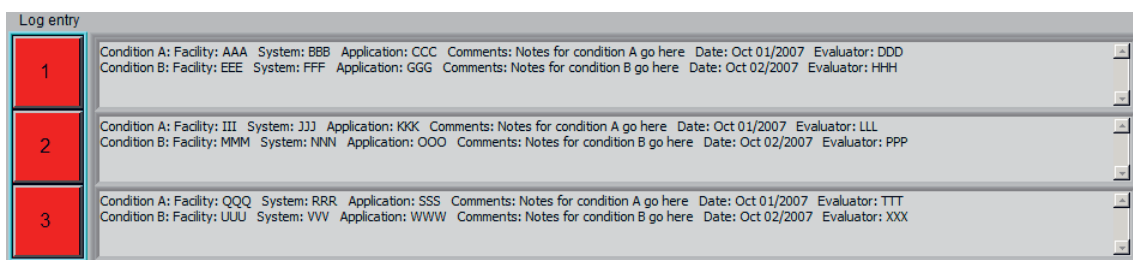 Log entry
1
Condition A: Facility: AAA System: BBB Application: CCC Comments: Notes for condition A go here Date: Oct 01/2007 Evaluator: DDD
Condition B: Facility: EEE System: FFF Application: GGG Comments: Notes for condition B go here Date: Oct 02/2007 Evaluator: HHH
2
Condition A: Facility: III System: JJJ Application: KKK Comments: Notes for condition A go here Date: Oct 01/2007 Evaluator: LLL
Condition B: Facility: MMM System: NNN Application: OOO Comments: Notes for condition B go here Date: Oct 02/2007 Evaluator: PPP
3
Condition A: Facility: QQQ System: RRR Application: SSS Comments: Notes for condition A go here Date: Oct 01/2007 Evaluator: TTT
Condition B: Facility: UUU System: VVV Application: WWW Comments: Notes for condition B go here Date: Oct 02/2007 Evaluator: XXX